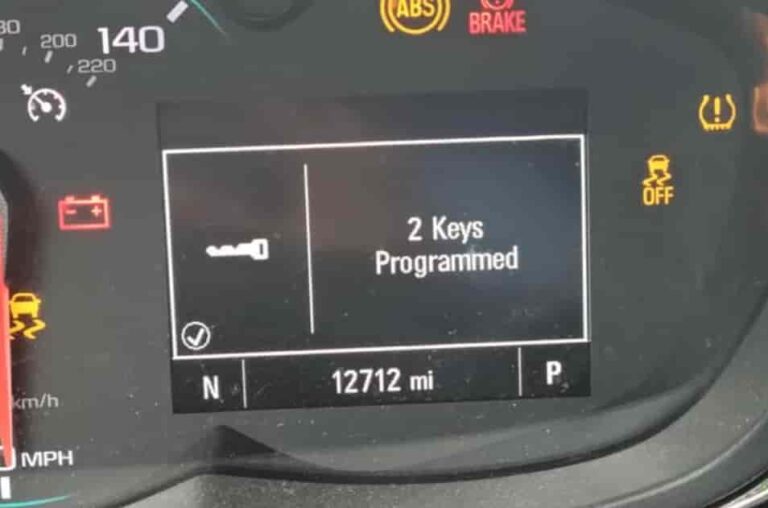 ABS
BRAKE
200 140
220
2 Keys
Programmed
OFF
N 12712 mi P
km/h
MPH